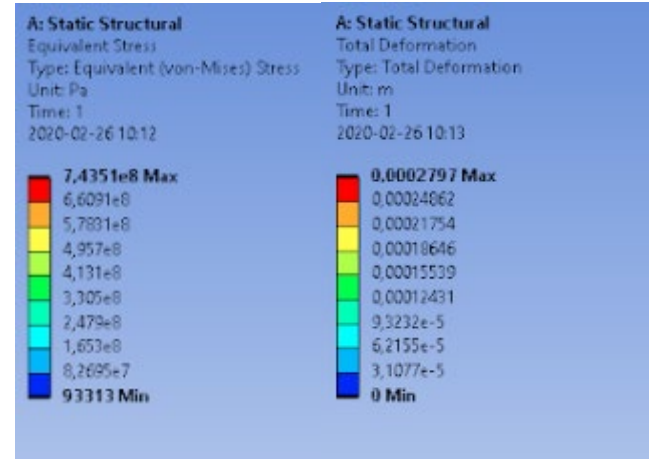 A: Static Structural
Equivalent Stress
Type: Equivalent (von-Mises) Stress
Unit: Pa
Time: 1
2020-02-26 10:12
7,4351e8 Max
6,6091e8
5,7831e8
4,957e8
4,131e8
3,305e8
2,479e8
1,653e8
8,2695e7
93313 Min
A: Static Structural
Total Deformation
Type: Total Deformation
Unit: m
Time: 1
2020-02-26 10:13
0,0002797 Max
0,00024862
0,00021754
0,00018646
0,00015539
0,00012431
9,3232e-5
6,2155e-5
3,1077e-5
0 Min